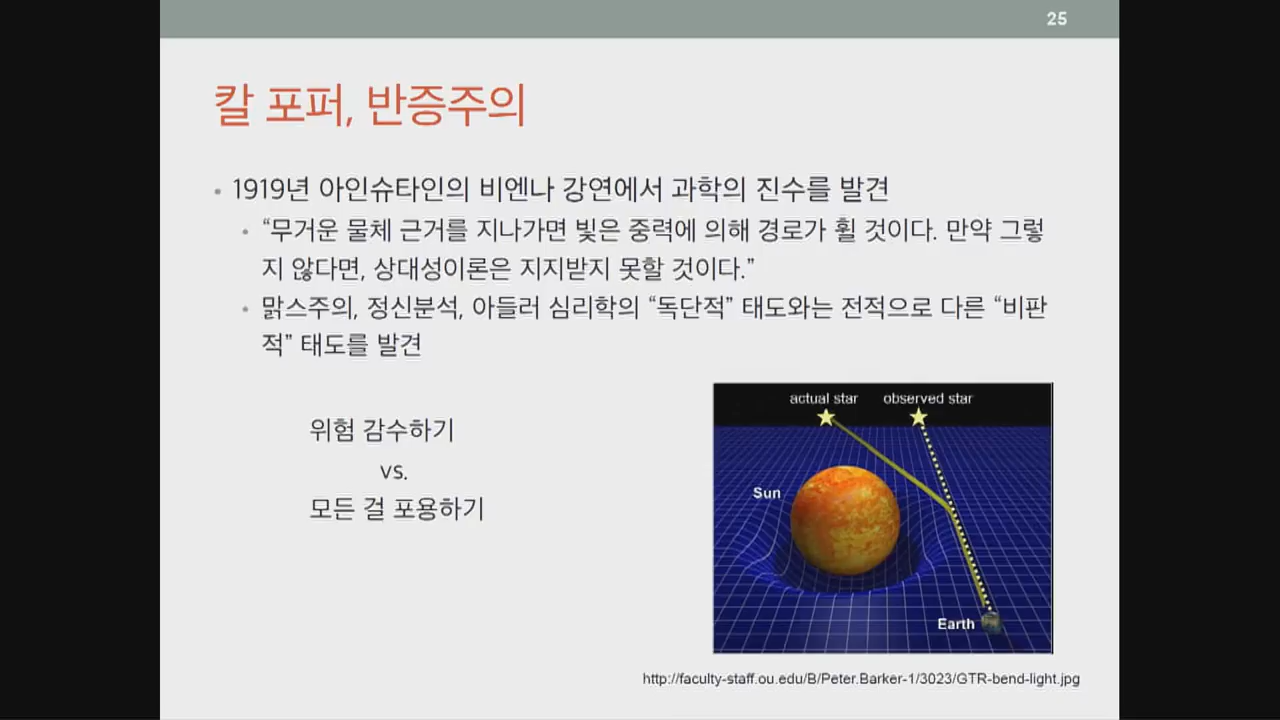 25
칼 포퍼, 반증주의
• 1919년 아인슈타인의 비엔나 강연에서 과학의 진수를 발견
• “무거운 물체 근거를 지나가면 빛은 중력에 의해 경로가 휠 것이다. 만약 그렇
지 않다면, 상대성이론은 지지받지 못할 것이다.”
• 맑스주의, 정신분석, 아들러 심리학의 “독단적” 태도와는 전적으로 다른 “비판
적” 태도를 발견
위험 감수하기
vs.
모든 걸 포용하기
actual star observed star
Sun
Earth
http://faculty-staff.ou.edu/B/Peter.Barker-1/3023/GTR-bend-light.jpg